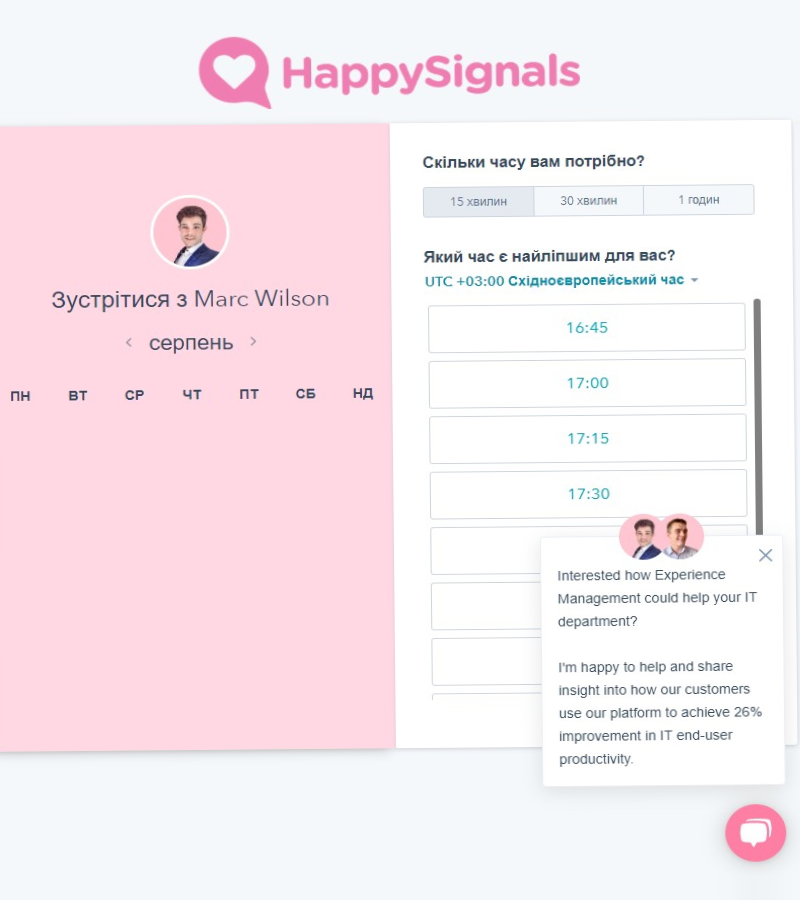 HappySignals
Зустрітися з Marc Wilson
серпень
ПН ВТ СР ЧТ ПТ СБ НД
Скільки часу вам потрібно?
15 хвилин 30 хвилин 1 годин
Який час є найліпшим для вас?
UTC +03:00 Східноєвропейський час
16:45
17:00
17:15
17:30
Interested how Experience
Management could help your IT
department?
I'm happy to help and share
insight into how our customers
use our platform to achieve 26%
improvement in IT end-user
productivity.